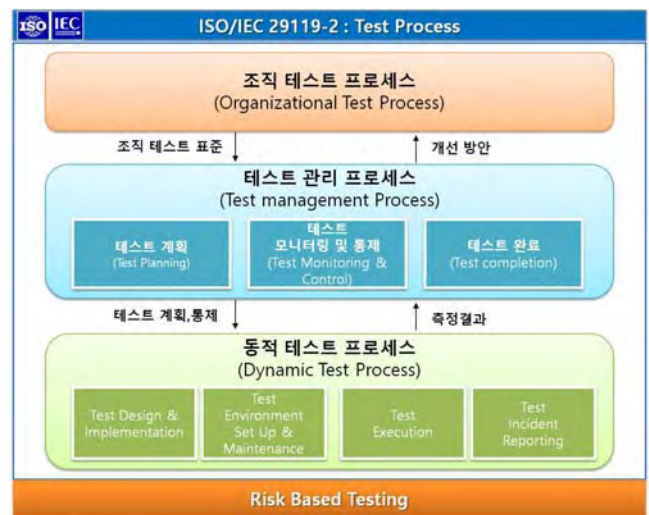 ISO IEC
ISO/IEC 29119-2 : Test Process
조직 테스트 프로세스
(Organizational Test Process)
조직 테스트 표준
개선 방안
테스트 관리 프로세스
(Test management Process)
테스트 계획
(Test Planning)
테스트
모니터링 및 통제
(Test Monitoring &
Control)
테스트 완료
(Test completion)
테스트 계획,통제
측정결과
동적 테스트 프로세스
(Dynamic Test Process)
Test Design &
Implementation
Test
Environment
Set Up &
Maintenance
Test
Execution
Test
Incident
Reporting
Risk Based Testing